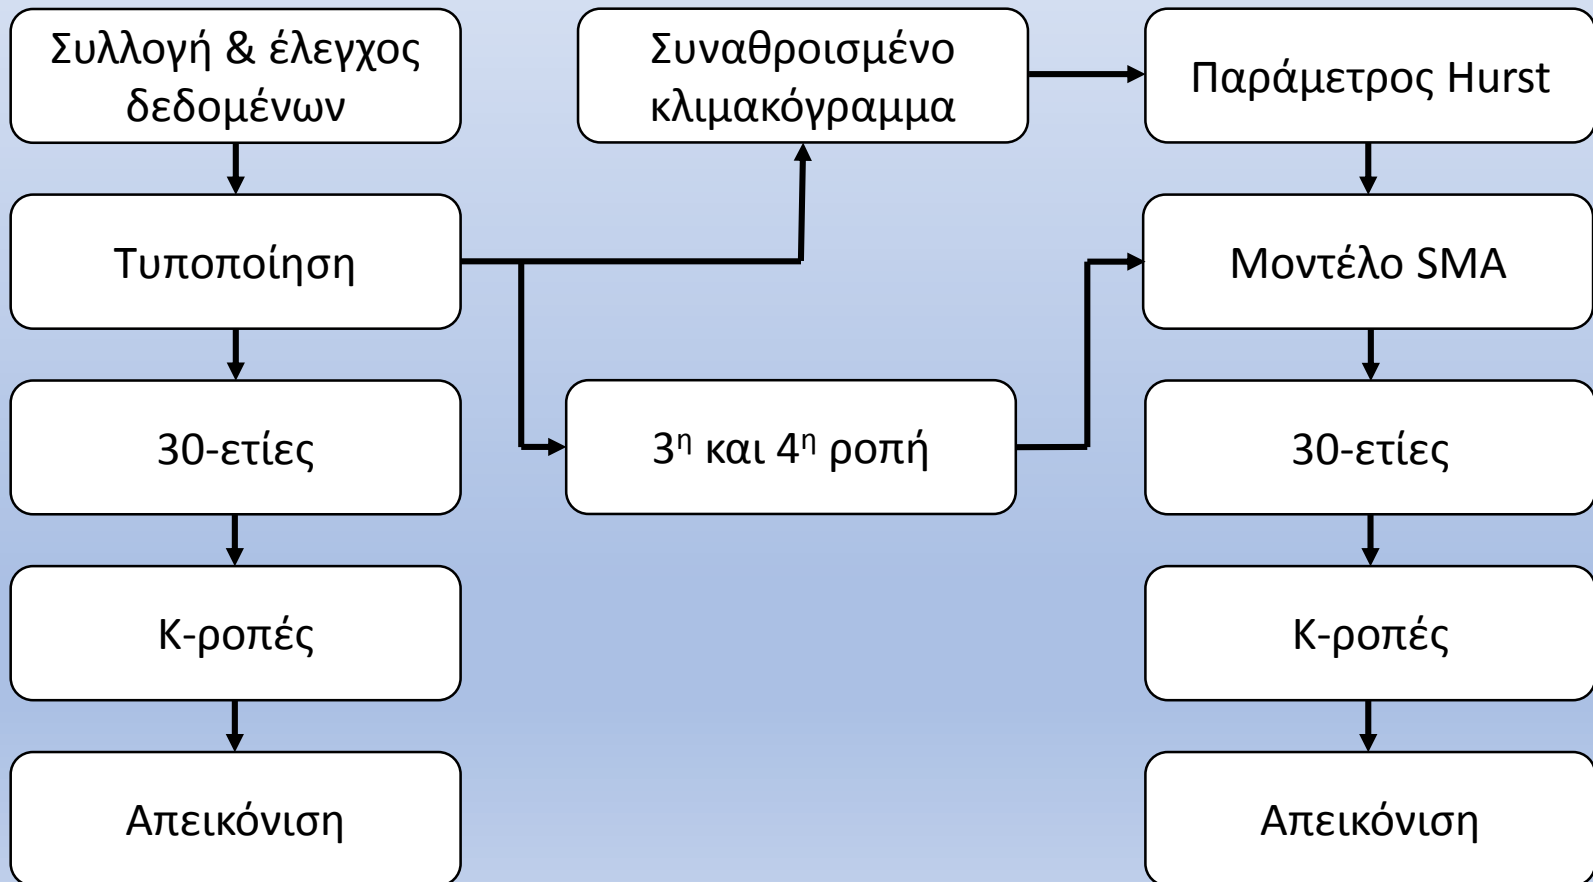 Συλλογή & έλεγχος
δεδομένων
Συναθροισμένο
κλιμακόγραμμα
Παράμετρος Hurst
Τυποποίηση
Μοντέλο SMA
30-ετίες
3η και 4η ροπή
30-ετίες
Κ-ροπές
Κ-ροπές
Απεικόνιση
Απεικόνιση